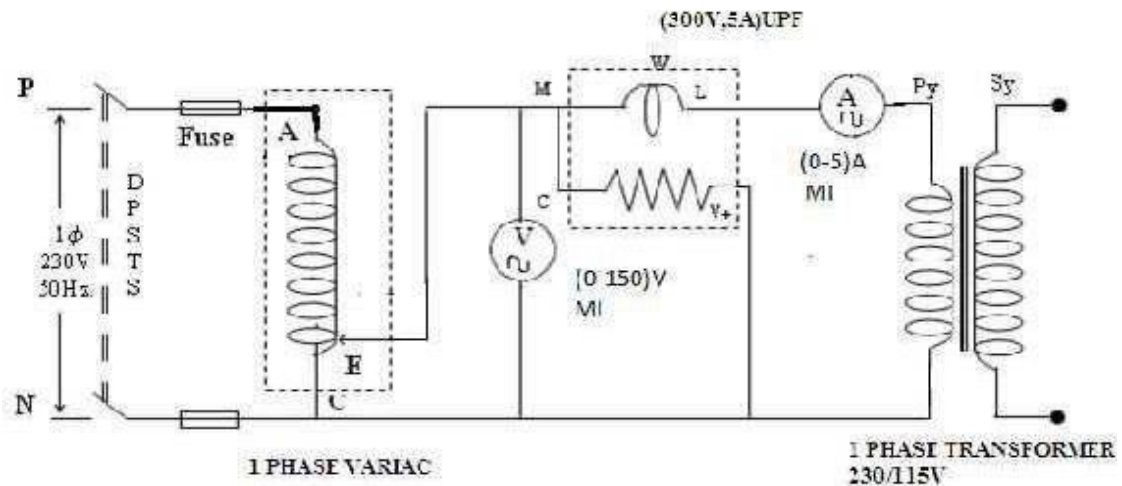 (300V,5A)UPF
W
P
M
L
A
Py
Sy
Fuse
A
(0-5)A
MI
DPSTS
C
V+
1ϕ
230V
50Hz
V
(0 150)V
MI
E
N
C
1 PHASE VARIAC
1 PHASE TRANSFORMER
230/115V